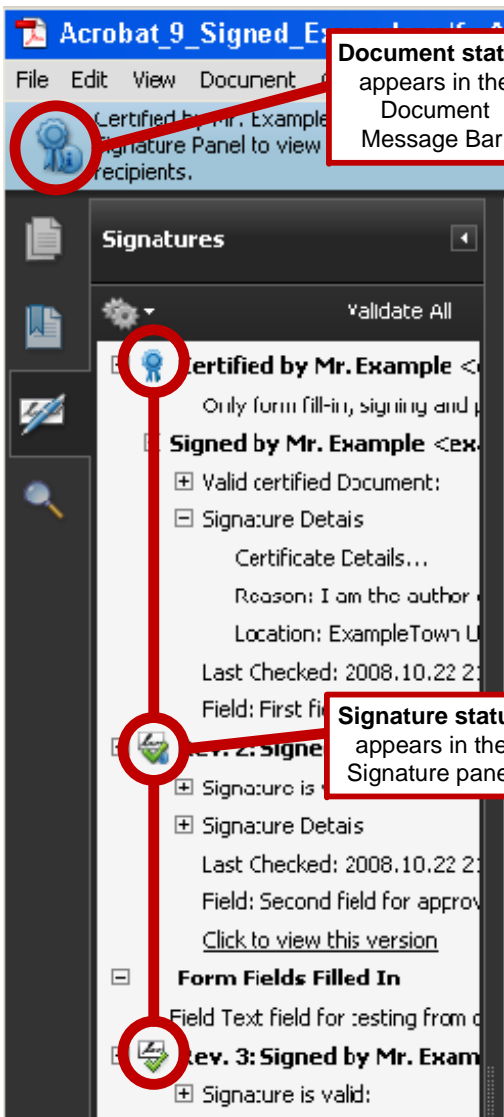 Acrobat_9_Signed_E
Document stat
appears in the
Document
Message Bar
File Edit View Document
Certified by Mr. Example
Signature Panel to view
recipients.
Signatures
Validate All
Certified by Mr. Example <
Only form fill-in, signing and
Signed by Mr. Example <ex
Valid certified Document:
Signature Detais
Certificate Details...
Reason: I am the author
Location: ExampleTown U
Last Checked: 2008.10.22 2
Field: First fi
Signature statu
appears in the
Signature pane
Rev. 2: Signe
Signature is
Signature Detais
Last Checked: 2008.10.22 2
Field: Second field for approv
Click to view this version
Form Fields Filled In
Field Text field for testing from
Rev. 3: Signed by Mr. Exam
Signature is valid: